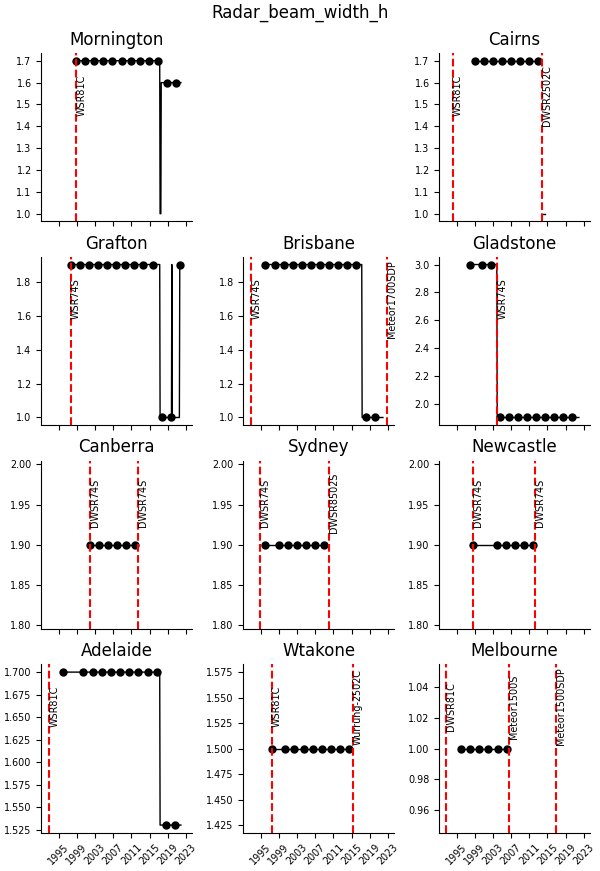 Radar_beam_width_h
Mornington
Cairns
1.7
1.6
1.5
1.4
1.3
1.2
1.1
1.0
WSR81C
1.7
1.6
1.5
1.4
1.3
1.2
1.1
1.0
WSR81C
DWSR2502C
Grafton
Brisbane
Gladstone
1.8
1.6
1.4
1.2
1.0
WSR74S
1.8
1.6
1.4
1.2
1.0
WSR74S
Meteor1700SDP
3.0
2.8
2.6
2.4
2.2
2.0
WSR74S
Canberra
Sydney
Newcastle
2.00
1.95
1.90
1.85
1.80
DWSR74S
DWSR74S
2.00
1.95
1.90
1.85
1.80
DWSR74S
DWSR8502S
2.00
1.95
1.90
1.85
1.80
DWSR74S
DWSR74S
Adelaide
Wtakone
Melbourne
1.700
1.675
1.650
1.625
1.600
1.575
1.550
1.525
WSR81C
1.575
1.550
1.525
1.500
1.475
1.450
1.425
WSR81C
Wurrung-2502C
1.04
1.02
1.00
0.98
0.96
DWSR81C
Meteor1500S
Meteor1500SDP
1995 1999 2003 2007 2011 2015 2019 2023
1995 1999 2003 2007 2011 2015 2019 2023
1995 1999 2003 2007 2011 2015 2019 2023